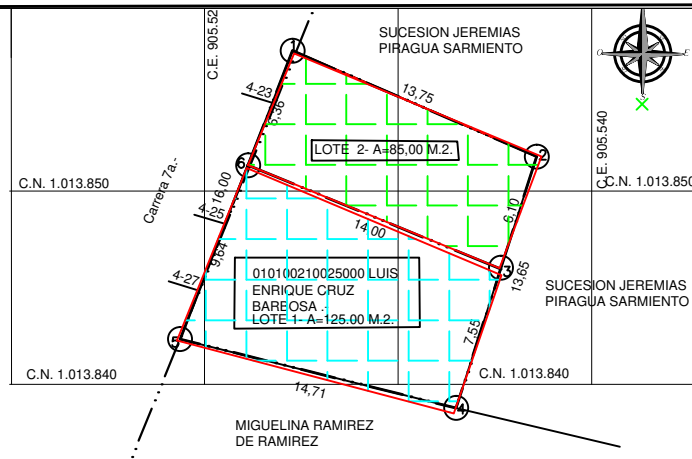 C.E. 905.52
SUCESION JEREMIAS
PIRAGUA SARMIENTO
O
E
S
1
4-23
6,36
13,75
LOTE 2- A=85,00 M.2.
2
C.E. 905.540
6
C.N. 1.013.850
C.N. 1.013.850
Carrera 7a.-
16,00
4-25
14,00
6,10
9,64
3
13,65
4-27
010100210025000 LUIS
ENRIQUE CRUZ
BARBOSA .-
LOTE 1- A=125.00 M.2.
SUCESION JEREMIAS
PIRAGUA SARMIENTO
7,55
5
C.N. 1.013.840
14,71
C.N. 1.013.840
4
MIGUELINA RAMIREZ
DE RAMIREZ